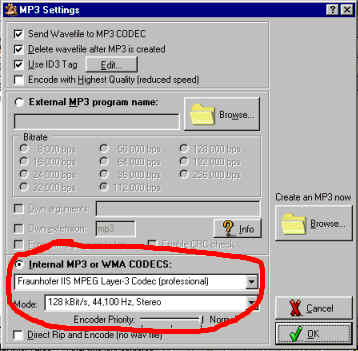 MP3 Settings
Send Wavefile to MP3 CODEC
Delete wavefile after MP3 is created
Use ID3 Tag Edit...
Encode with Highest Quality (reduced speed)
External MP3 program name:
Browse...
Bitrate
8,000 bps 56,000 bps 128,000 bps
16,000 bps 64,000 bps 192,000 bps
24,000 bps 96,000 bps 256,000 bps
32,000 bps 112,000 bps
Own arguments:
Own extension: mp3 Info
Enable CRC check
Internal MP3 or WMA CODECS:
Fraunhofer IIS MPEG Layer-3 Codec (professional)
Mode: 128 kBit/s, 44,100 Hz, Stereo
Encoder Priority:
Direct Rip and Encode (no wav file)
Create an MP3 now
Browse...
Cancel
OK